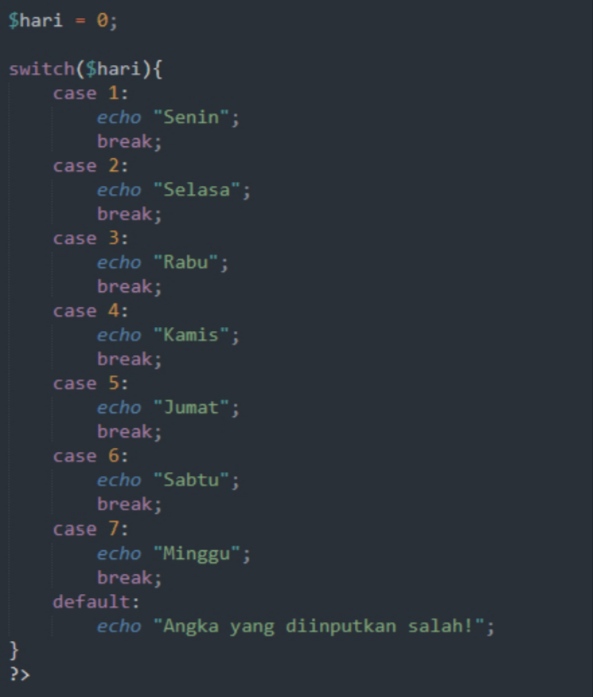 $hari = 0;
switch($hari){
case 1:
echo "Senin";
break;
case 2:
echo "Selasa";
break;
case 3:
echo "Rabu";
break;
case 4:
echo "Kamis";
break;
case 5:
echo "Jumat";
break;
case 6:
echo "Sabtu";
break;
case 7:
echo "Minggu";
break;
default:
echo "Angka yang diinputkan salah!";
}
?>